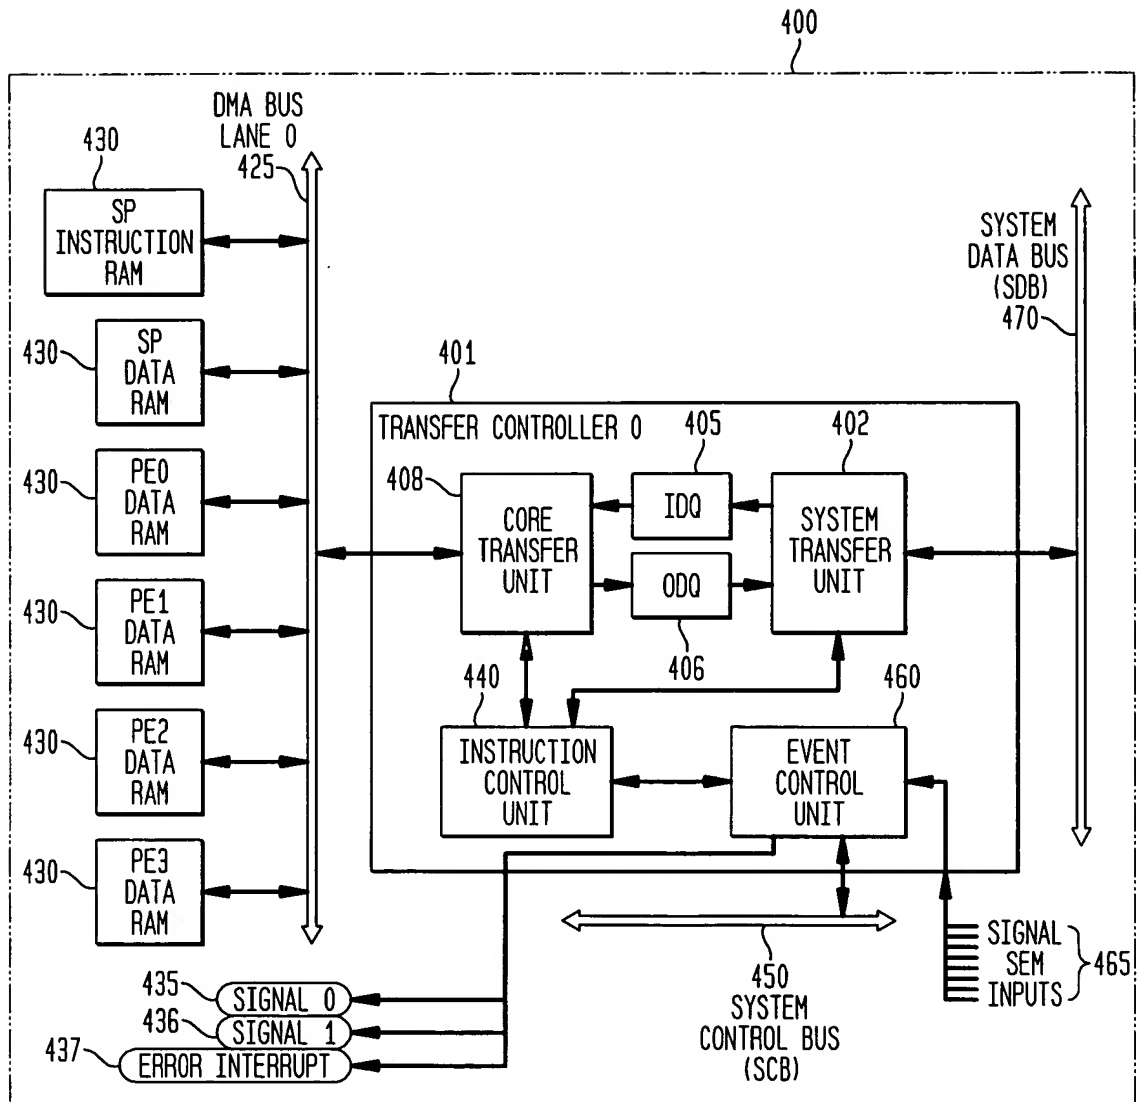 400
DMA BUS
LANE 0
425
430
SP
INSTRUCTION
RAM
430
SP
DATA
RAM
430
PE0
DATA
RAM
430
PE1
DATA
RAM
430
PE2
DATA
RAM
430
PE3
DATA
RAM
SYSTEM
DATA BUS
(SDB)
470
401
TRANSFER CONTROLLER 0
405
402
408
CORE
TRANSFER
UNIT
IDQ
ODQ
406
SYSTEM
TRANSFER
UNIT
440
INSTRUCTION
CONTROL
UNIT
460
EVENT
CONTROL
UNIT
435
SIGNAL 0
436
SIGNAL 1
437
ERROR INTERRUPT
450
SYSTEM
CONTROL BUS
(SCB)
SIGNAL
SEM
INPUTS
465